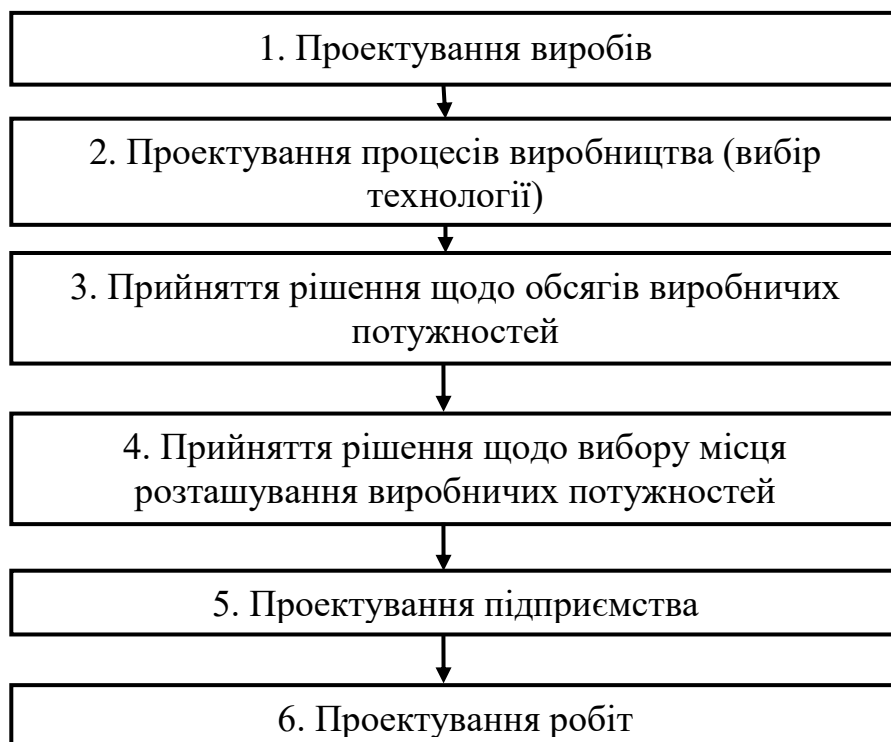 1. Проектування виробів
2. Проектування процесів виробництва (вибір
технології)
3. Прийняття рішення щодо обсягів виробничих
потужностей
4. Прийняття рішення щодо вибору місця
розташування виробничих потужностей
5. Проектування підприємства
6. Проектування робіт